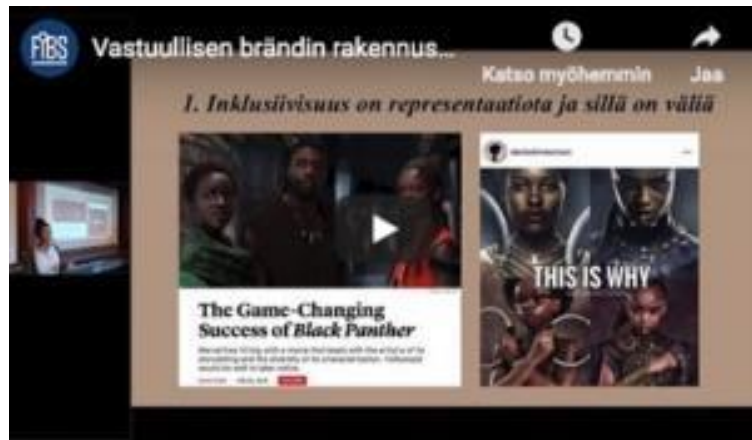 FIBS
Vastuullisen brändin rakennus...
Katso myöhemmin
Jaa
1. Inklusiivisuus on representaatiota ja sillä on väliä
The Game-Changing
Success of Black Panther
THIS IS WHY